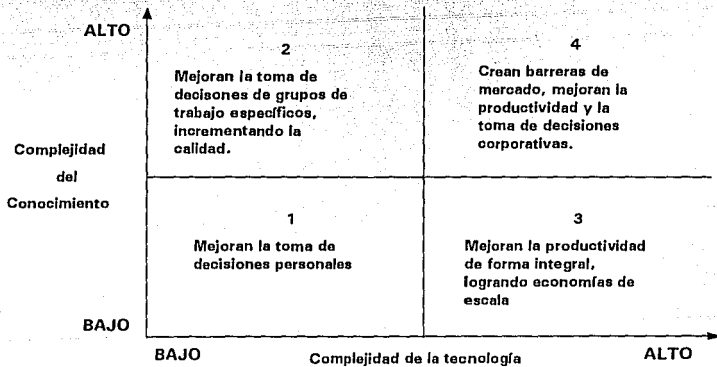 ALTO
2
Mejoran la toma de
decisones de grupos de
trabajo específicos,
incrementando la
calidad.
4
Crean barreras de
mercado, mejoran la
productividad y la
toma de decisiones
corporativas.
Complejidad
del
Conocimiento
1
Mejoran la toma de
decisiones personales
3
Mejoran la productividad
de forma integral,
logrando economías de
escala
BAJO
BAJO
Complejidad de la tecnología
ALTO